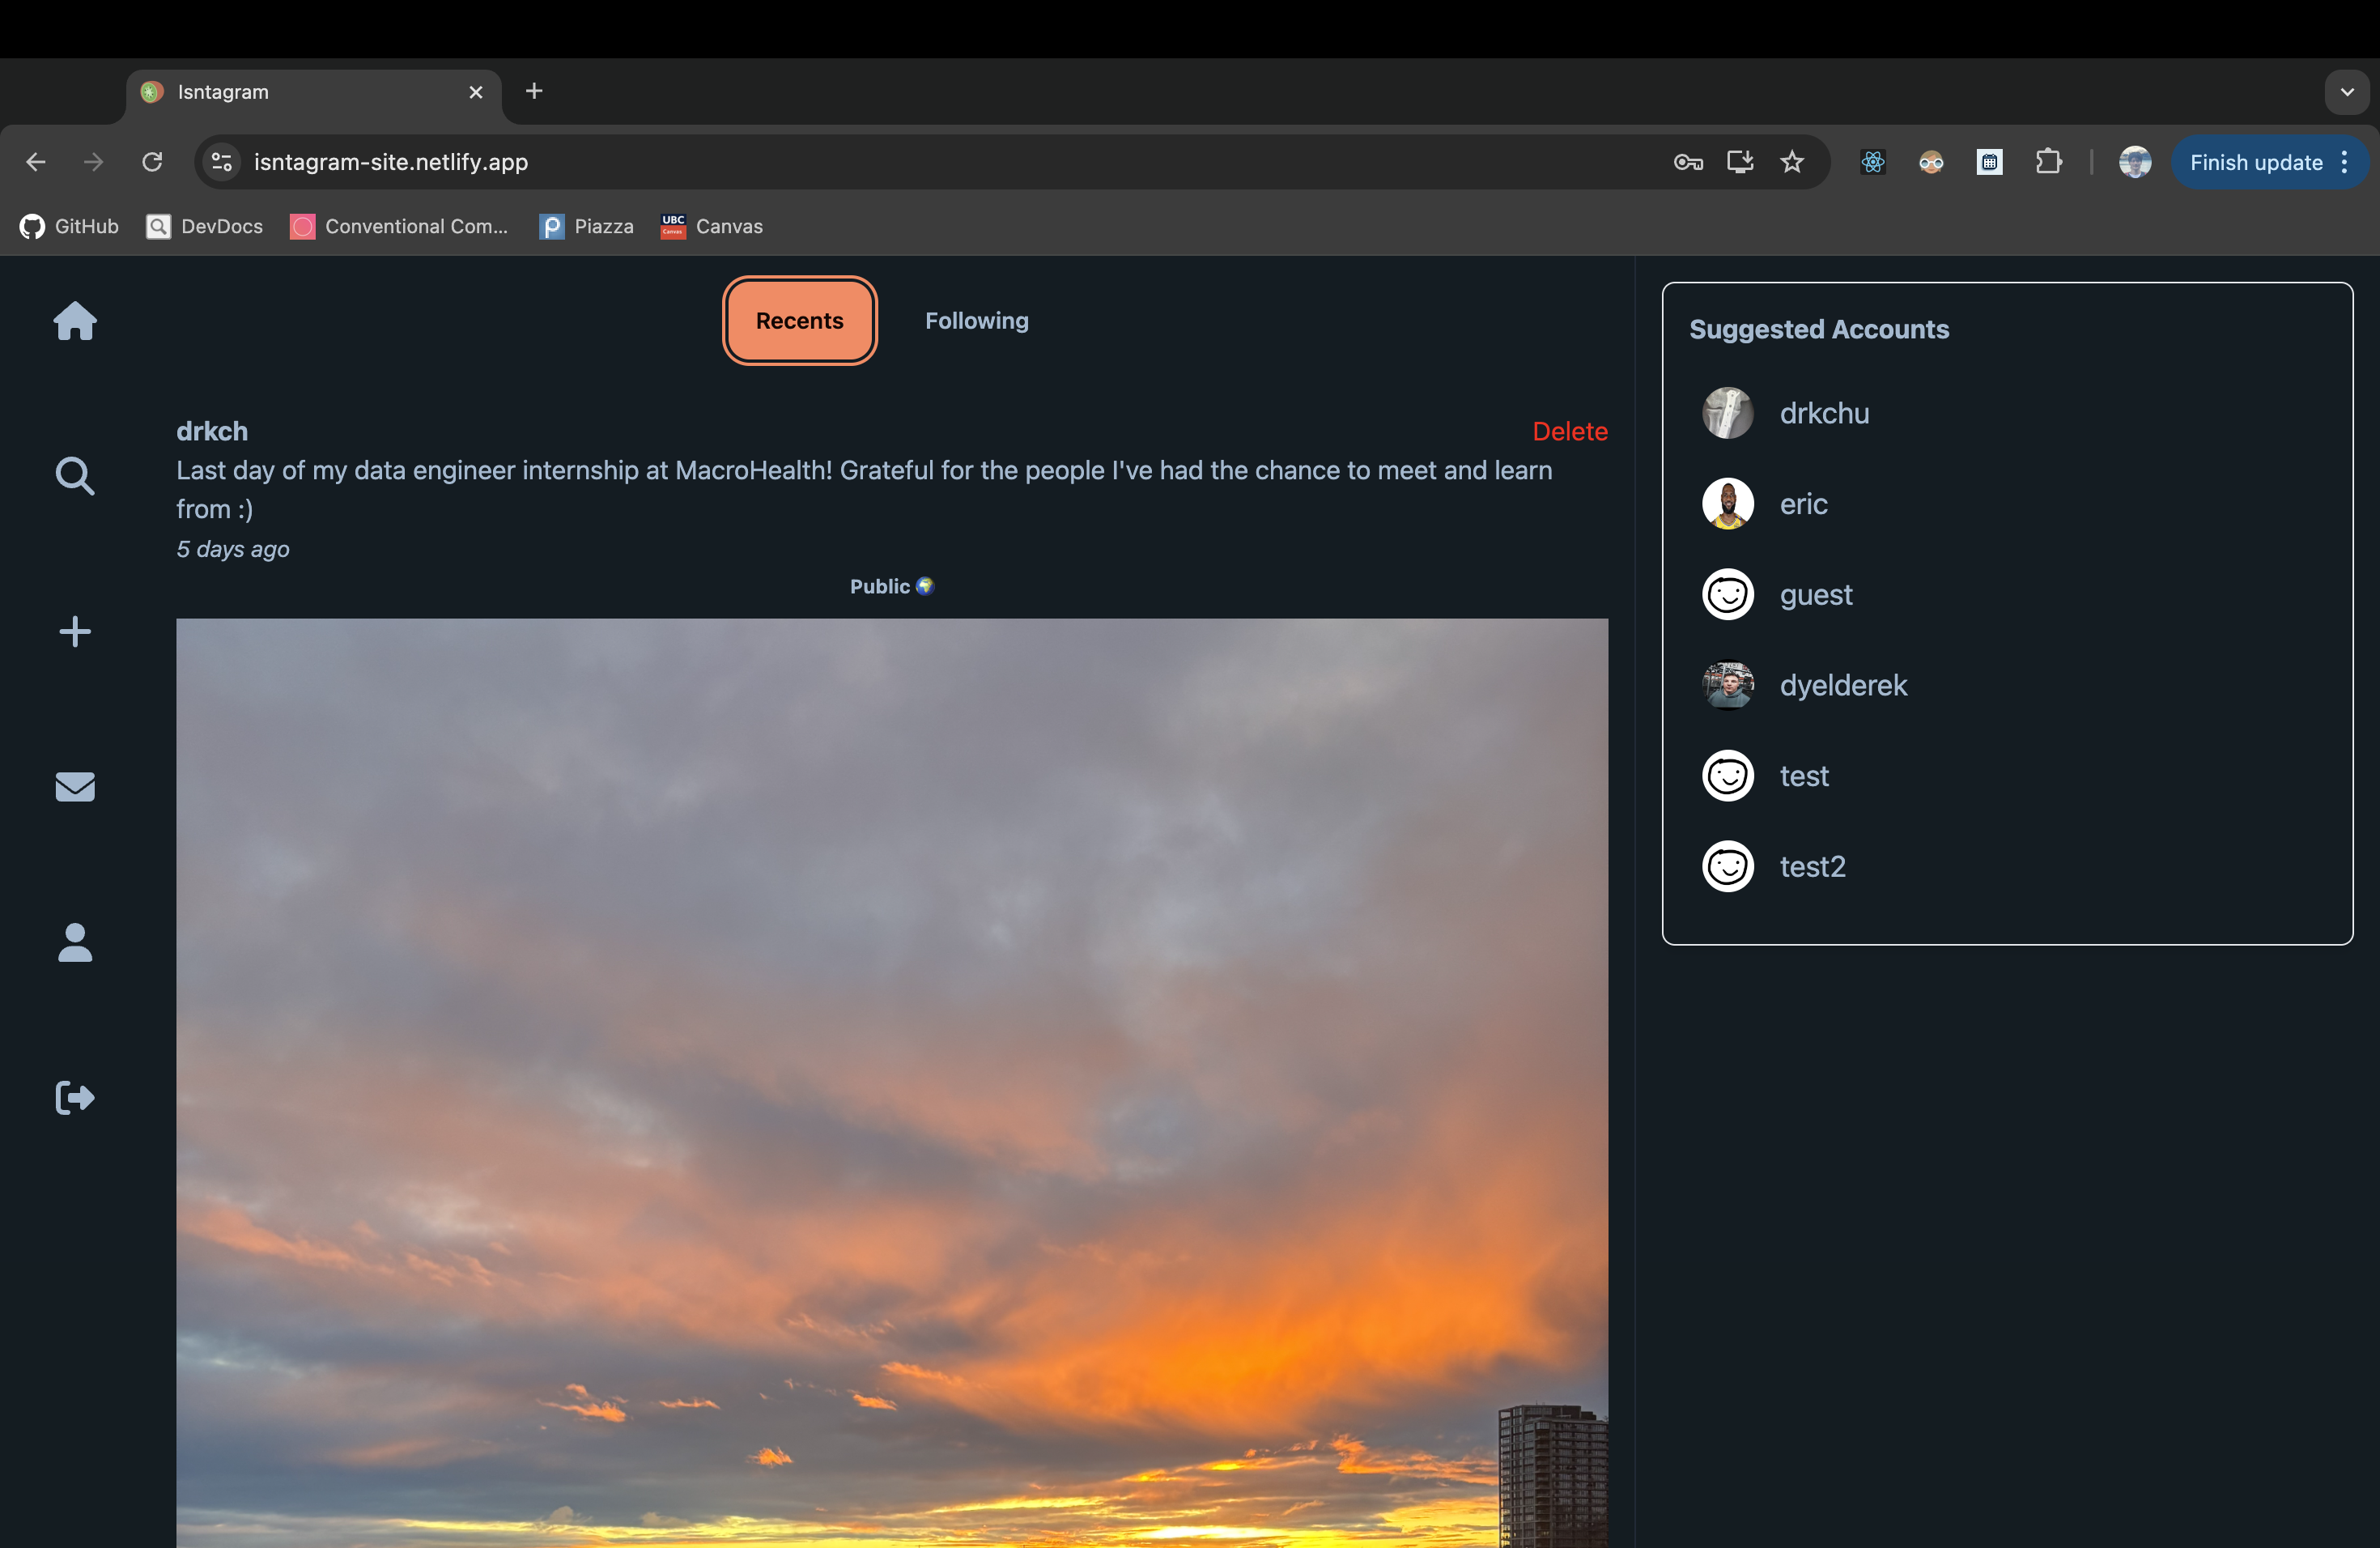 Isntagram
isntagram-site.netlify.app
Finish update
GitHub
DevDocs
Conventional Com...
Piazza
UBC
Canvas
Canvas
Recents
Following
drkch
Delete
Last day of my data engineer internship at MacroHealth! Grateful for the people I've had the chance to meet and learn
from :)
5 days ago
Public 🌍
Suggested Accounts
drkchu
eric
guest
dyelderek
test
test2